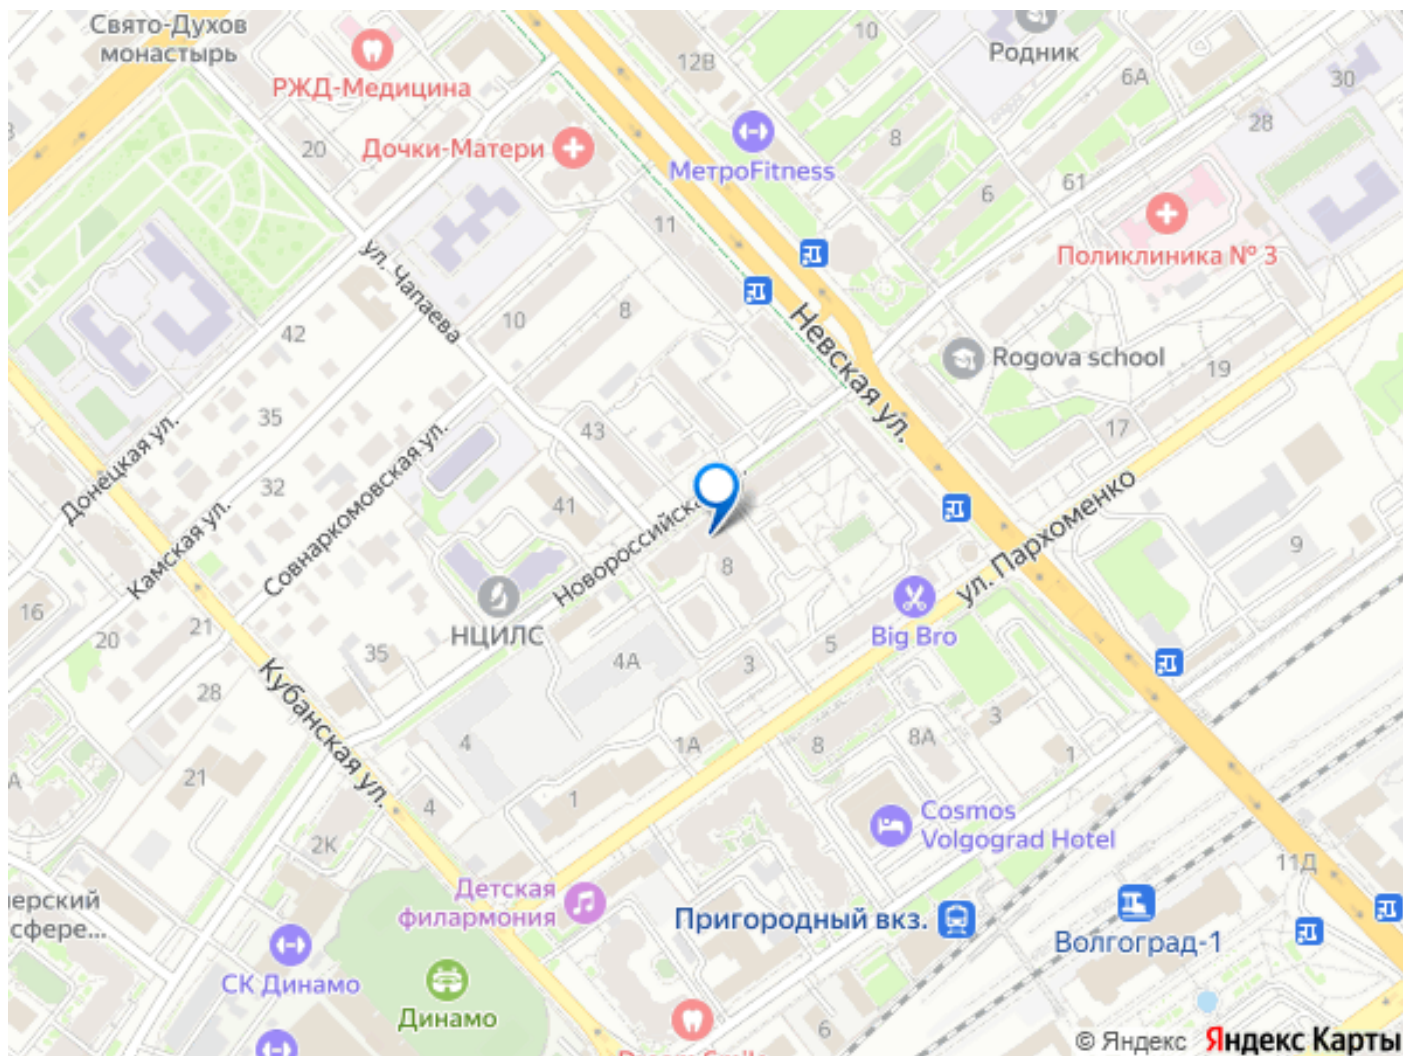 Свято-Духов
монастырь
РЖД-Медицина
20
Дочки-Матери
12В
10
Родник
6А
30
28
8
МетроFitness
61
6
Поликлиника № 3
11
ул. Чапаева
42
10
8
Невская ул.
Rogova school
19
35
43
17
Донецкая ул.
Совнаркомовская ул.
32
41
Камская ул.
Новороссийска
ул. Пархоменко
9
8
16
20
21
НЦИЛС
Big Bro
35
4А
3
5
28
Кубанская ул.
4
1А
8
8А
3
1
21
4
1
2К
Cosmos
Volgograd Hotel
11Д
Детская
филармония
Пригородный вкз.
Волгоград-1
нерский
сфере...
СК Динамо
Динамо
6
© Яндекс Яндекс Карты